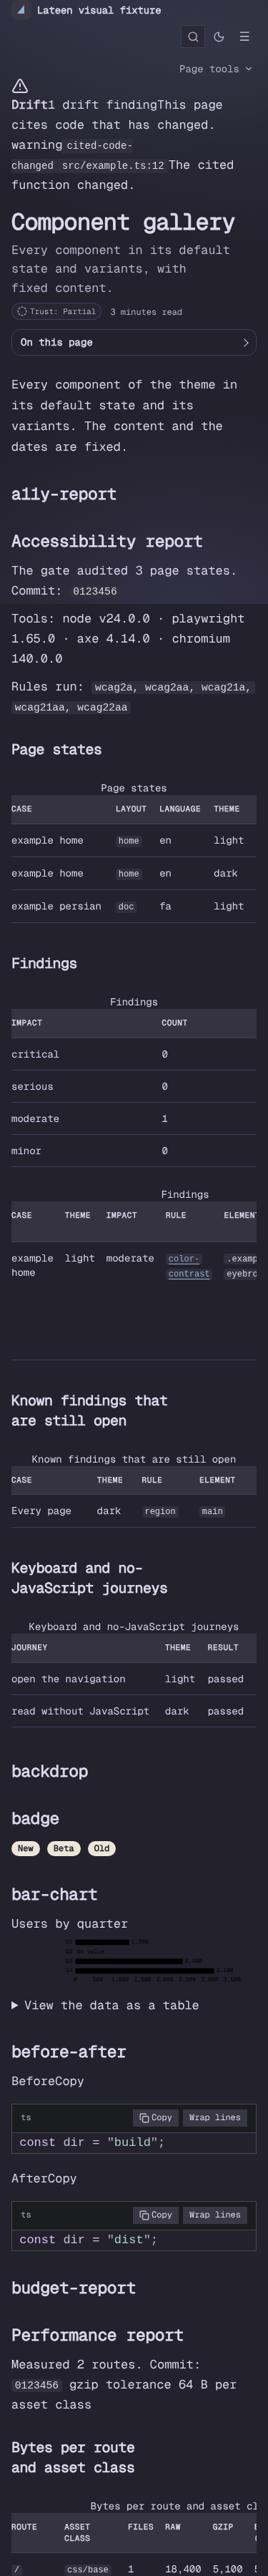 Lateen visual fixture
Page tools
Drift1 drift findingThis page
cites code that has changed.
warning cited-code-
changed src/example.ts:12 The cited
function changed.
Component gallery
Every component in its default
state and variants, with
fixed content.
Trust: Partial 3 minutes read
On this page
Every component of the theme in
its default state and its
variants. The content and the
dates are fixed.
a11y-report
Accessibility report
The gate audited 3 page states.
Commit: 0123456
Tools: node v24.0.0 · playwright
1.65.0 · axe 4.14.0 · chromium
140.0.0
Rules run: wcag2a, wcag2aa, wcag21a,
wcag21aa, wcag22aa
Page states
Page states
CASE LAYOUT LANGUAGE THEME
example home home en light
example home home en dark
example persian doc fa light
Findings
Findings
IMPACT COUNT
critical 0
serious 0
moderate 1
minor 0
Findings
CASE THEME IMPACT RULE ELEMENT
example light moderate color- .examp
home contrast eyebro
Known findings that
are still open
Known findings that are still open
CASE THEME RULE ELEMENT
Every page dark region main
Keyboard and no-
JavaScript journeys
Keyboard and no-JavaScript journeys
JOURNEY THEME RESULT
open the navigation light passed
read without JavaScript dark passed
backdrop
badge
New Beta Old
bar-chart
Users by quarter
View the data as a table
before-after
BeforeCopy
ts Copy Wrap lines
const dir = "build";
AfterCopy
ts Copy Wrap lines
const dir = "dist";
budget-report
Performance report
Measured 2 routes. Commit:
0123456 gzip tolerance 64 B per
asset class
Bytes per route
and asset class
Bytes per route and asset cl
ROUTE ASSET FILES RAW GZIP
CLASS
/ css/base 1 18,400 5,100